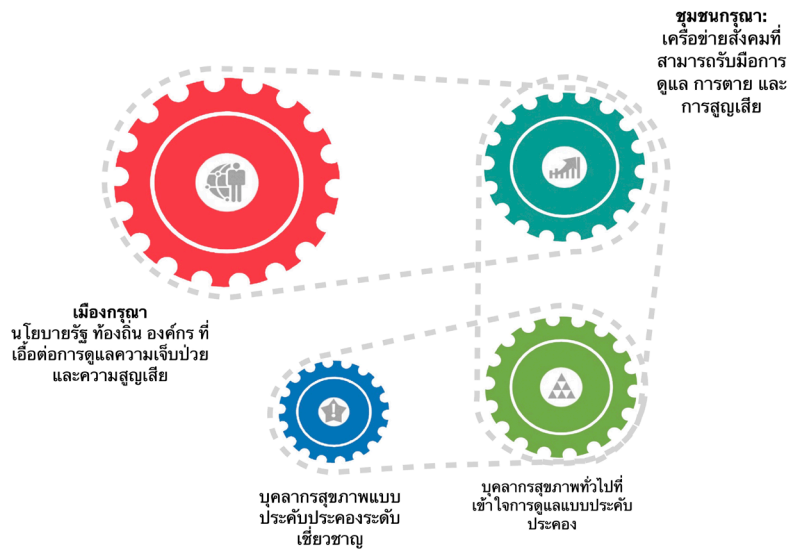 ชุมชนกรุณา:
เครือข่ายสังคมที่
สามารถรับมือการ
ดูแล การตาย และ
การสูญเสีย
เมืองกรุณา
นโยบายรัฐ ท้องถิ่น องค์กร ที่
เอื้อต่อการดูแลความเจ็บป่วย
และความสูญเสีย
บุคลากรสุขภาพแบบ
ประคับประคองระดับ
เชี่ยวชาญ
บุคลากรสุขภาพทั่วไปที่
เข้าใจการดูแลแบบประคับ
ประคอง